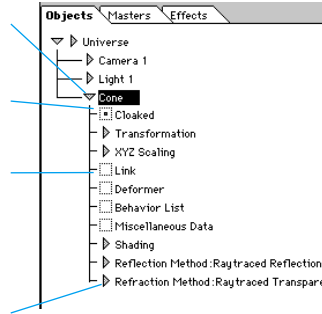 Objects Masters Effects
Universe
Camera 1
Light 1
Cone
Cloaked
Transformation
XYZ Scaling
Link
Deformer
Behavior List
Miscellaneous Data
Shading
Reflection Method:Raytraced Reflection
Refraction Method:Raytraced Transpare